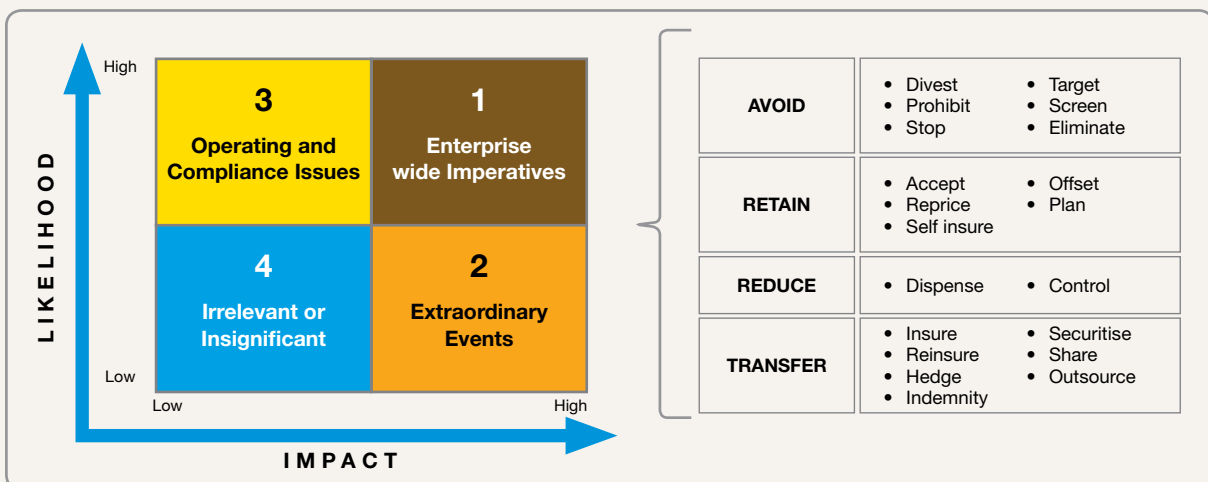 LIKELIHOOD
High
Low
3
Operating and
Compliance Issues
1
Enterprise
wide Imperatives
4
Irrelevant or
Insignificant
2
Extraordinary
Events
Low
High
IMPACT
AVOID
• Divest
• Prohibit
• Stop
• Target
• Screen
• Eliminate
RETAIN
• Accept
• Reprice
• Self insure
• Offset
• Plan
REDUCE
• Dispense
• Control
TRANSFER
• Insure
• Reinsure
• Hedge
• Indemnity
• Securitise
• Share
• Outsource